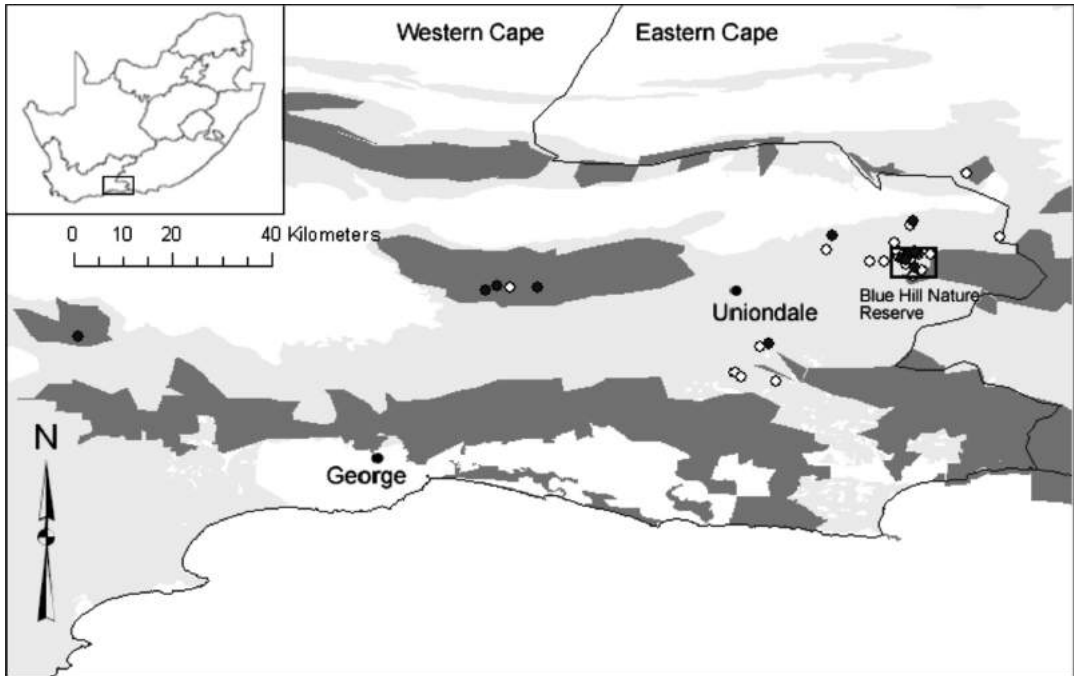 Western Cape
Eastern Cape
0 10 20 40 Kilometers
Uniondale
Blue Hill Nature
Reserve
N
George